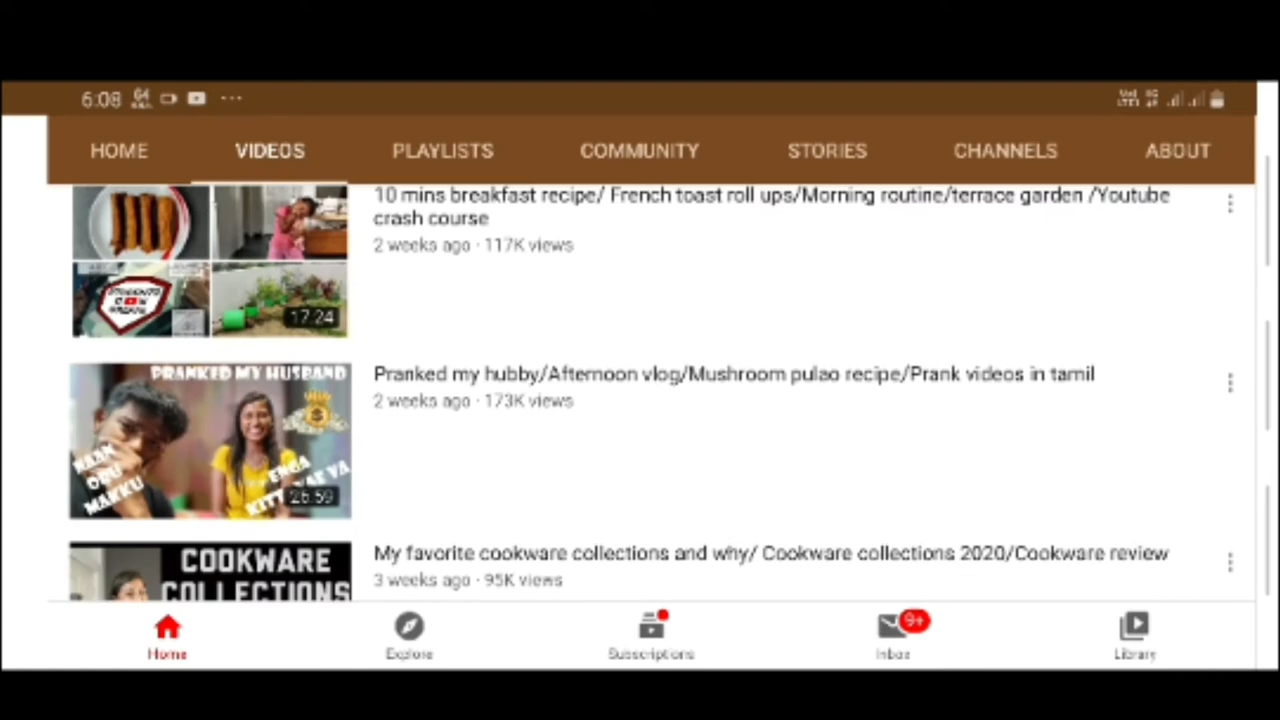 6:08
HOME VIDEOS PLAYLISTS COMMUNITY STORIES CHANNELS ABOUT
10 mins breakfast recipe/ French toast roll ups/Morning routine/terrace garden /Youtube
crash course
2 weeks ago · 117K views
17:24
PRANKED MY HUSBAND
NAAN
ORU
MAKKU
ENGA
26:59
Pranked my hubby/Afternoon vlog/Mushroom pulao recipe/Prank videos in tamil
2 weeks ago · 173K views
COOKWARE
COLLECTIONS
My favorite cookware collections and why/ Cookware collections 2020/Cookware review
3 weeks ago · 95K views
9+
Home Explore Subscriptions Inbox Library